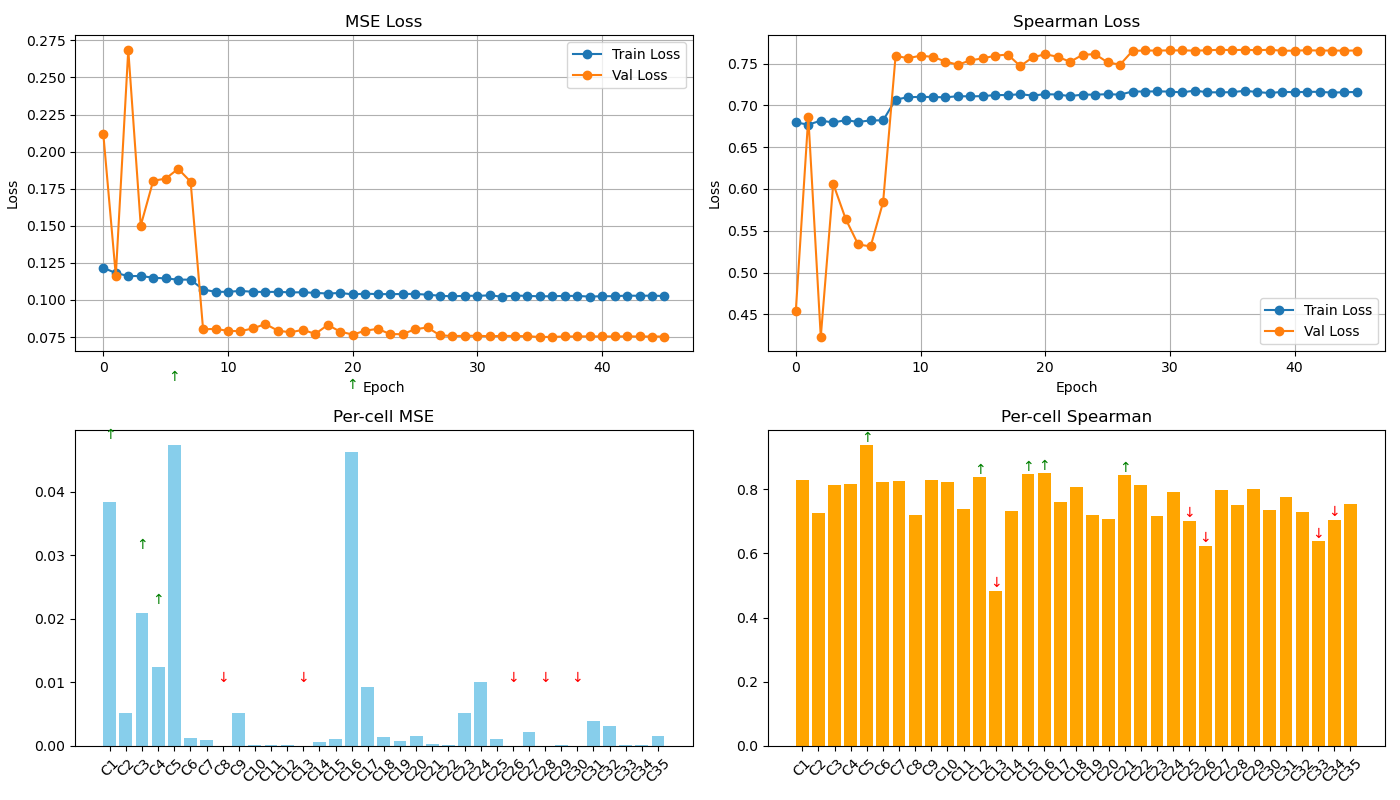 MSE Loss
Loss
0.275
0.250
0.225
0.200
0.175
0.150
0.125
0.100
0.075
Train Loss
Val Loss
0 10 20 30 40
↑ ↑
Epoch
Spearman Loss
Loss
0.75
0.70
0.65
0.60
0.55
0.50
0.45
Train Loss
Val Loss
0 10 20 30 40
Epoch
Per-cell MSE
↑
0.04
↑
0.03
↑
0.02
↓ ↓ ↓ ↓ ↓
0.01
0.00
C1 C2 C3 C4 C5 C6 C7 C8 C9 C10 C11 C12 C13 C14 C15 C16 C17 C18 C19 C20 C21 C22 C23 C24 C25 C26 C27 C28 C29 C30 C31 C32 C33 C34 C35
Per-cell Spearman
↑ ↑ ↑ ↑ ↑
0.8
↓ ↓ ↓ ↓ ↓
0.6
0.4
0.2
0.0
C1 C2 C3 C4 C5 C6 C7 C8 C9 C10 C11 C12 C13 C14 C15 C16 C17 C18 C19 C20 C21 C22 C23 C24 C25 C26 C27 C28 C29 C30 C31 C32 C33 C34 C35